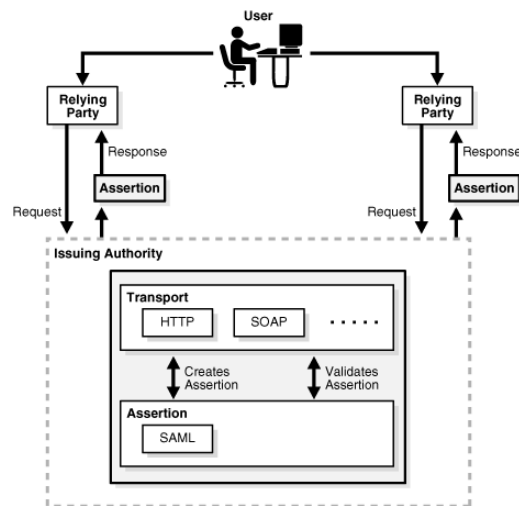 User
Relying
Party
Relying
Party
Response
Response
Assertion
Assertion
Request
Request
Issuing Authority
Transport
HTTP
SOAP
.....
Creates
Assertion
Validates
Assertion
Assertion
SAML